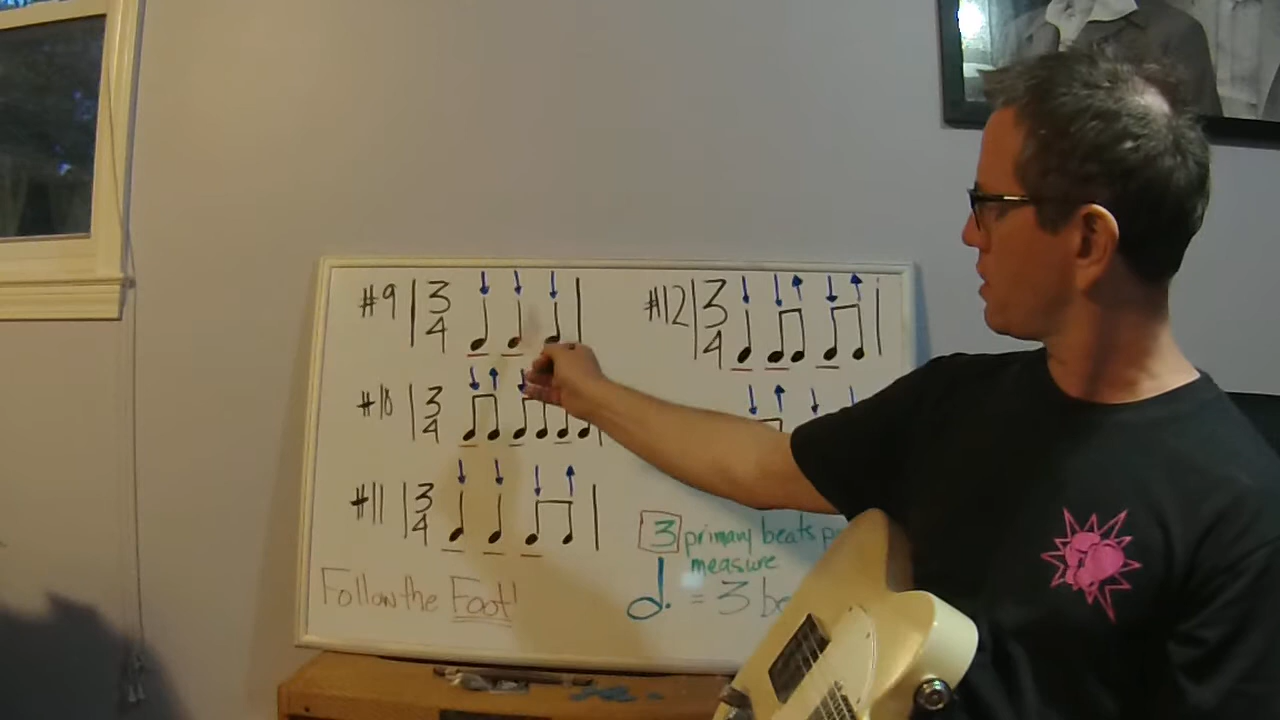 #9 3/4
#10 3/4
#11 3/4
Follow the Foot!
#12 3/4
3 primary beats
measure
= 3